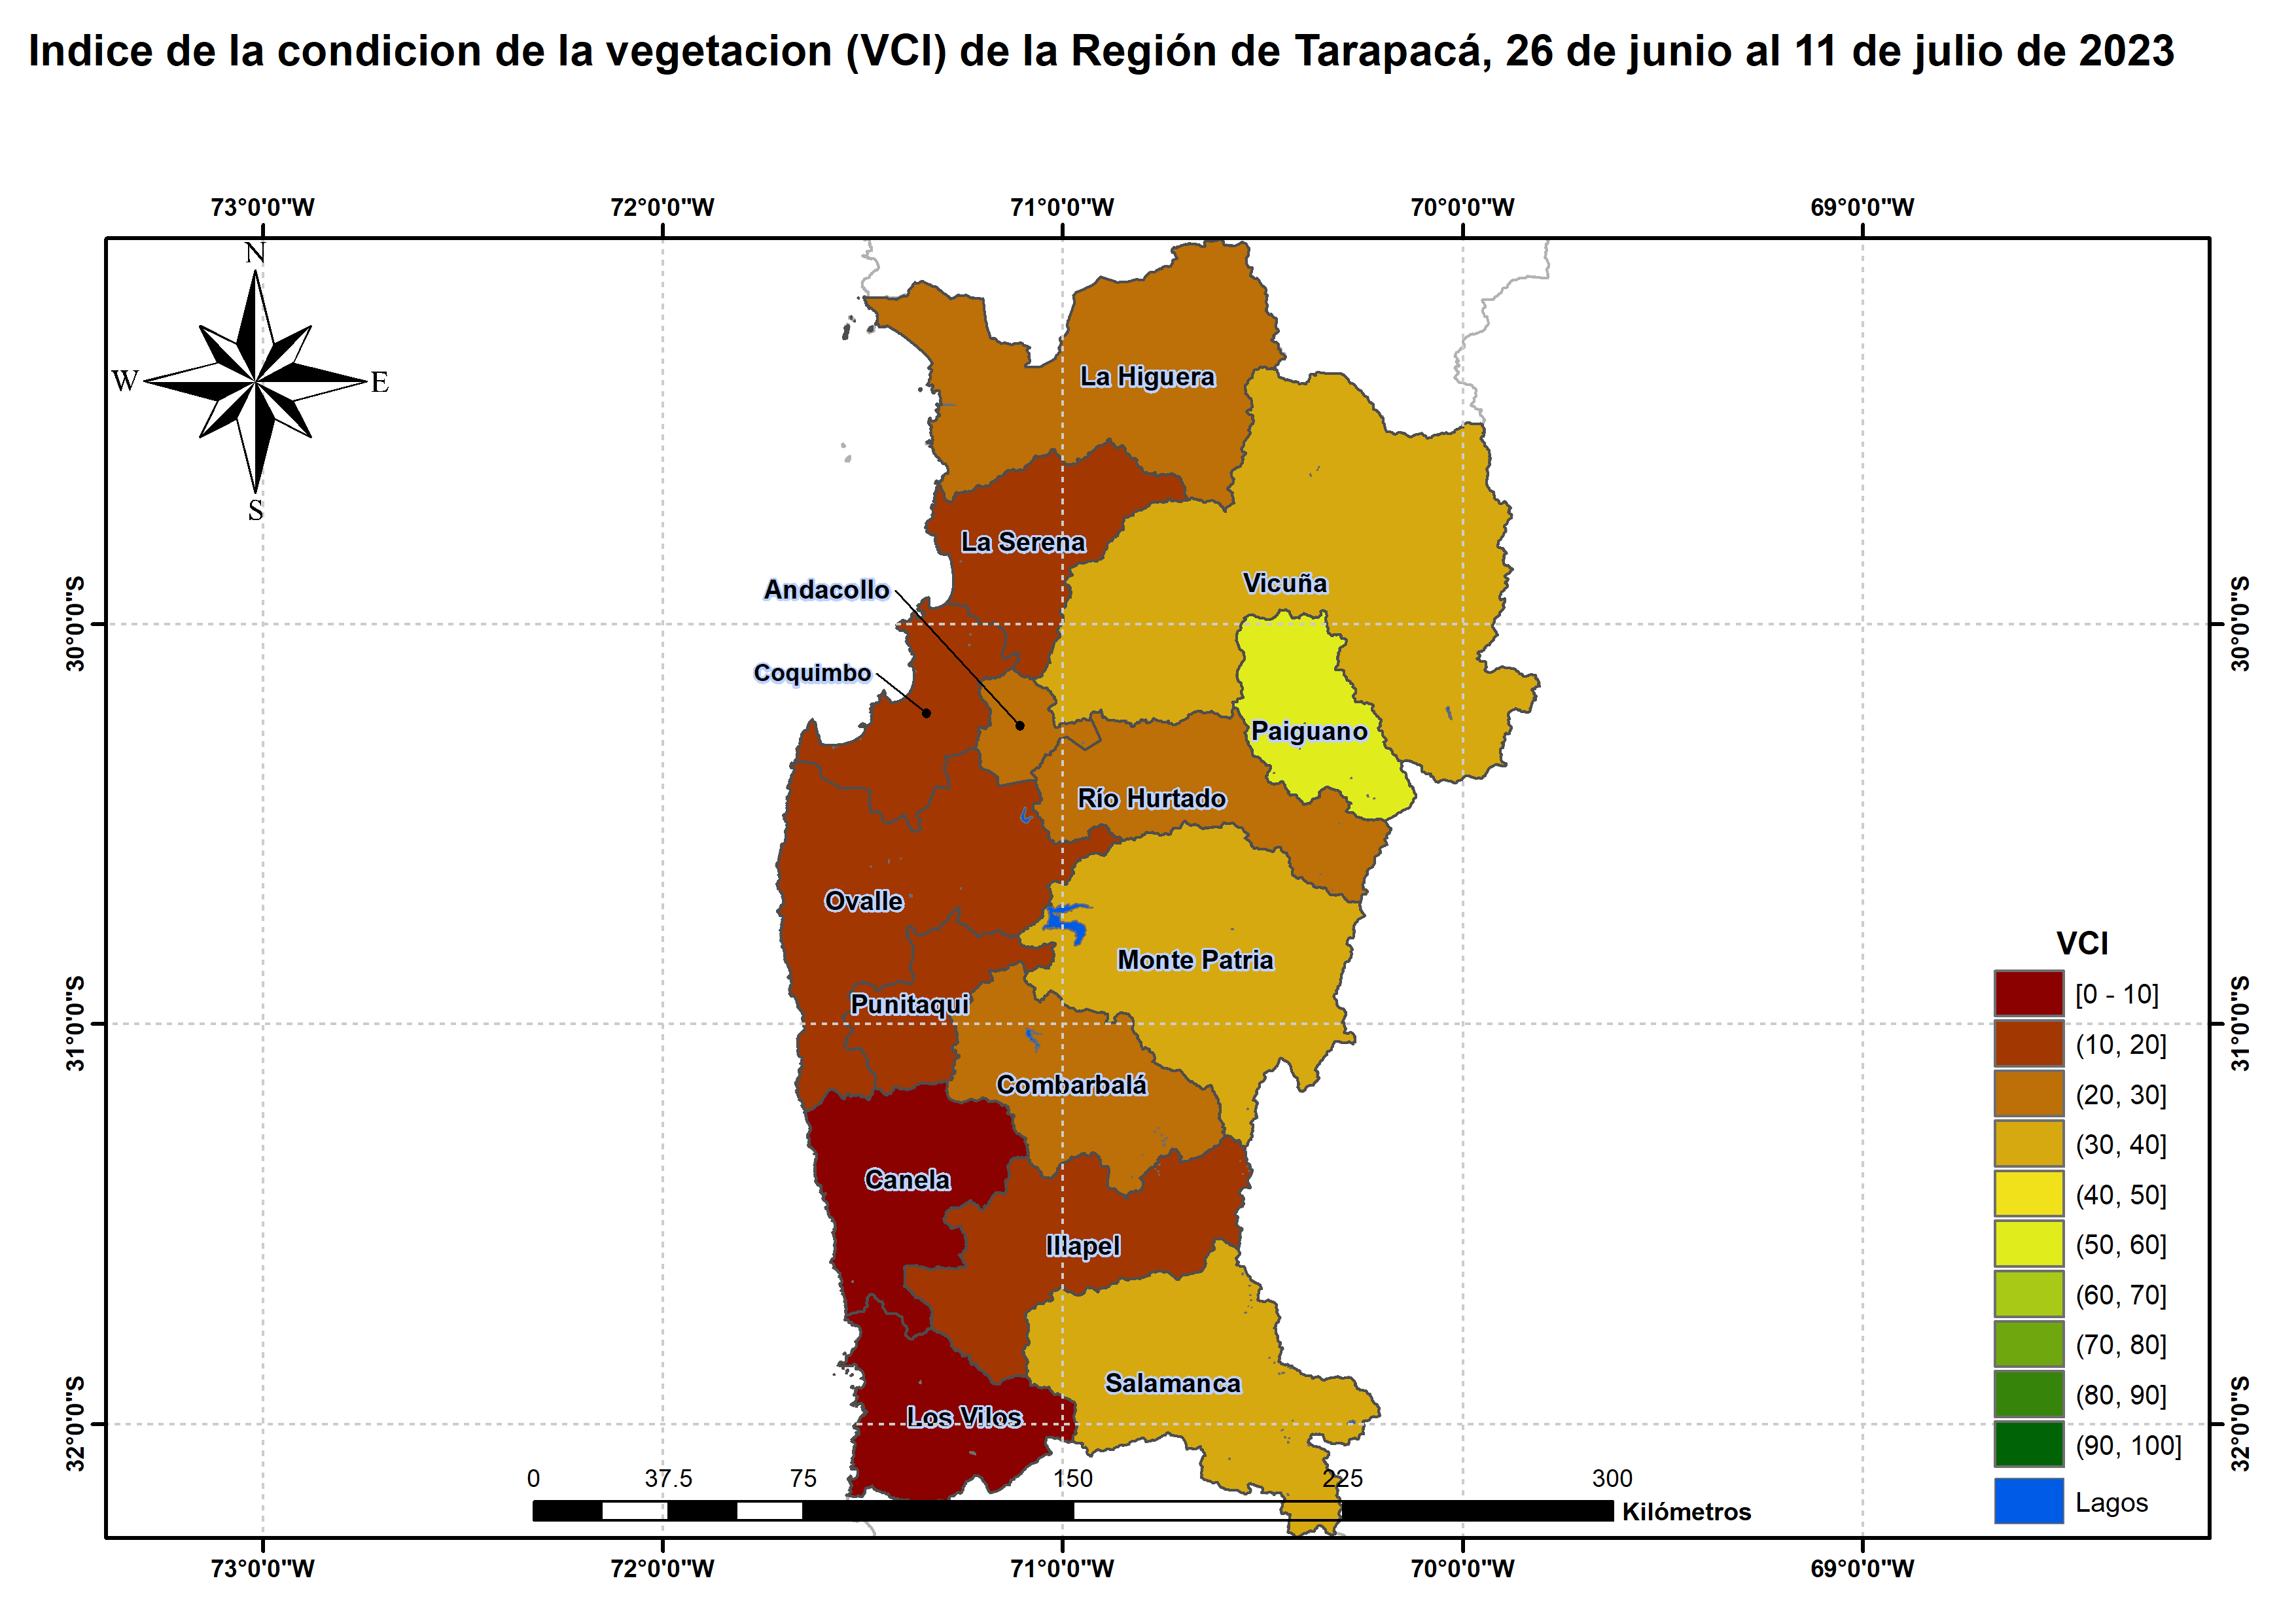 Indice de la condicion de la vegetacion (VCI) de la Región de Tarapacá, 26 de junio al 11 de julio de 2023
73°0'0"W
72°0'0"W
71°0'0"W
70°0'0"W
69°0'0"W
N
W
E
S
La Higuera
La Serena
Vicuña
Andacollo
30°0'0"S
30°0'0"S
Coquimbo
Paiguano
Río Hurtado
Ovalle
Monte Patria
Punitaqui
31°0'0"S
31°0'0"S
Combarbalá
Canela
Illapel
Salamanca
Los Vilos
32°0'0"S
32°0'0"S
VCI
[0 - 10]
(10, 20]
(20, 30]
(30, 40]
(40, 50]
(50, 60]
(60, 70]
(70, 80]
(80, 90]
(90, 100]
Lagos
0
37.5
75
150
225
300
Kilómetros
73°0'0"W
72°0'0"W
71°0'0"W
70°0'0"W
69°0'0"W